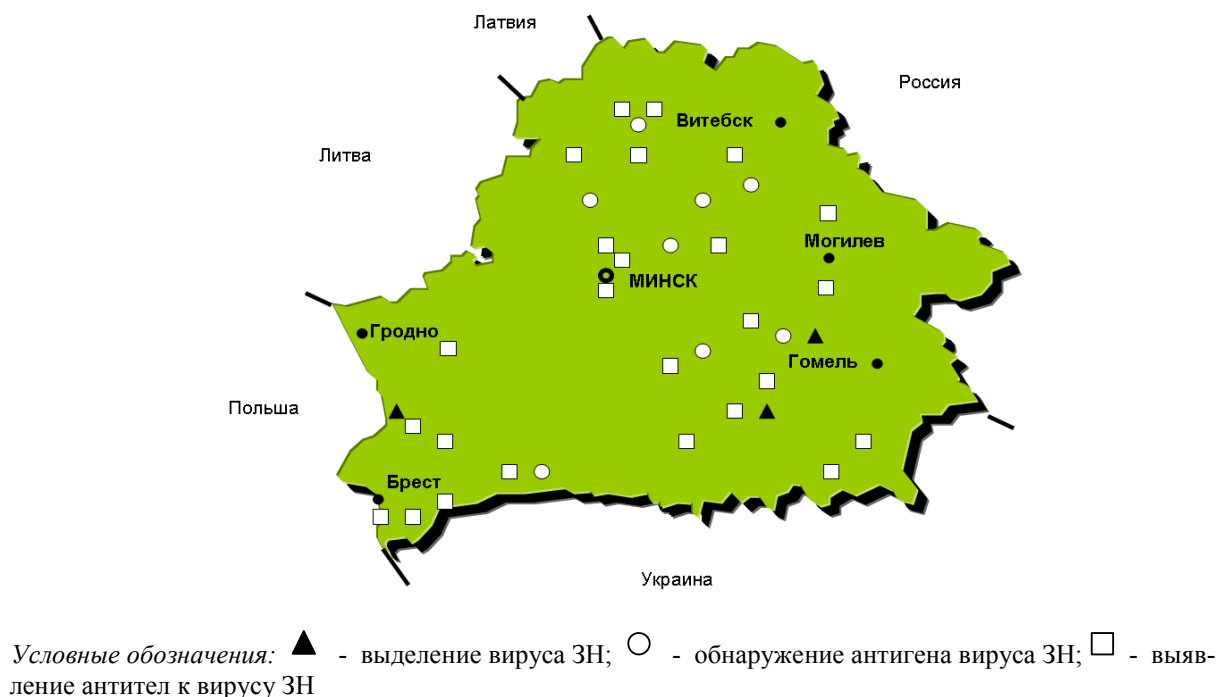 Латвия
Россия
Витебск
Литва
Могилев
МИНСК
Гродно
Гомель
Польша
Брест
Украина
Условные обозначения: ▲ - выделение вируса ЗН; ○ - обнаружение антигена вируса ЗН; □ - выяв-
ление антител к вирусу ЗН